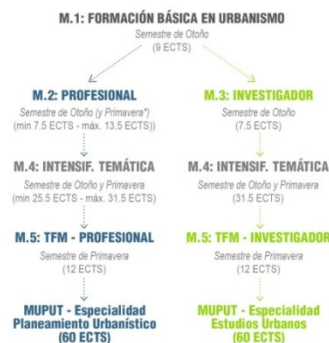 M.1: FORMACIÓN BÁSICA EN URBANISMO
Semestre de Otoño
(9 ECTS)
M.2: PROFESIONAL
Semestre de Otoño (y Primavera*)
(min 7.5 ECTS - máx. 13.5 ECTS))
M.4: INTENSIF. TEMÁTICA
Semestre de Otoño y Primavera
(min 25.5 ECTS - máx. 31.5 ECTS)
M.5: TFM - PROFESIONAL
Semestre de Primavera
(12 ECTS)
MUPUT - Especialidad
Planeamiento Urbanístico
(60 ECTS)
M.3: INVESTIGADOR
Semestre de Otoño
(7.5 ECTS)
M.4: INTENSIF. TEMÁTICA
Semestre de Otoño y Primavera
(31.5 ECTS)
M.5: TFM - INVESTIGADOR
Semestre de Primavera
(12 ECTS)
MUPUT - Especialidad
Estudios Urbanos
(60 ECTS)